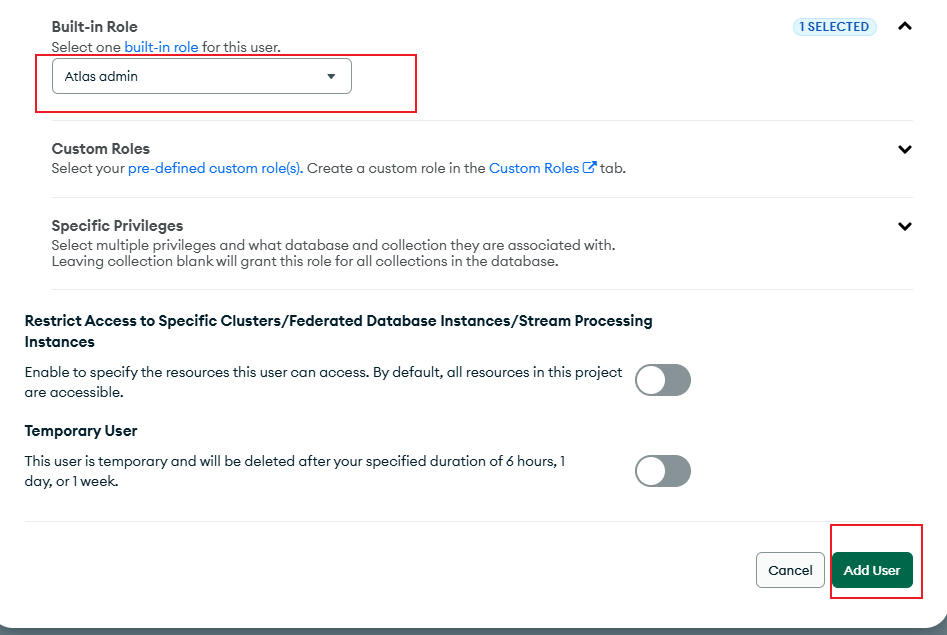 Built-in Role
1 SELECTED
Select one built-in role for this user.
Atlas admin
Custom Roles
Select your pre-defined custom role(s). Create a custom role in the Custom Roles tab.
Specific Privileges
Select multiple privileges and what database and collection they are associated with.
Leaving collection blank will grant this role for all collections in the database.
Restrict Access to Specific Clusters/Federated Database Instances/Stream Processing
Instances
Enable to specify the resources this user can access. By default, all resources in this project
are accessible.
Temporary User
This user is temporary and will be deleted after your specified duration of 6 hours, 1
day, or 1 week.
Cancel
Add User